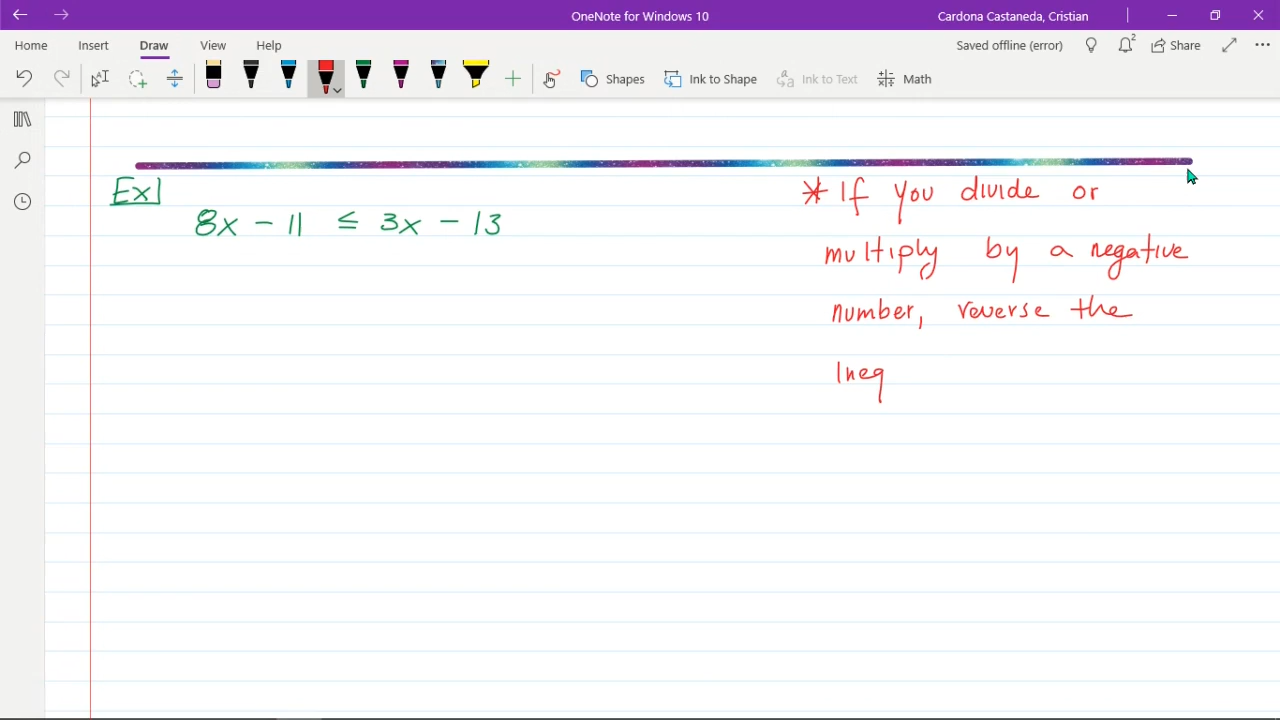 OneNote for Windows 10
Cardona Castaneda, Cristian
Home Insert Draw View Help
Saved offline (error) 2 Share
Shapes Ink to Shape Ink to Text Math
Ex]
8x - 11 ≤ 3x - 13
* If you divide or
multiply by a negative
number, reverse the
Ineq